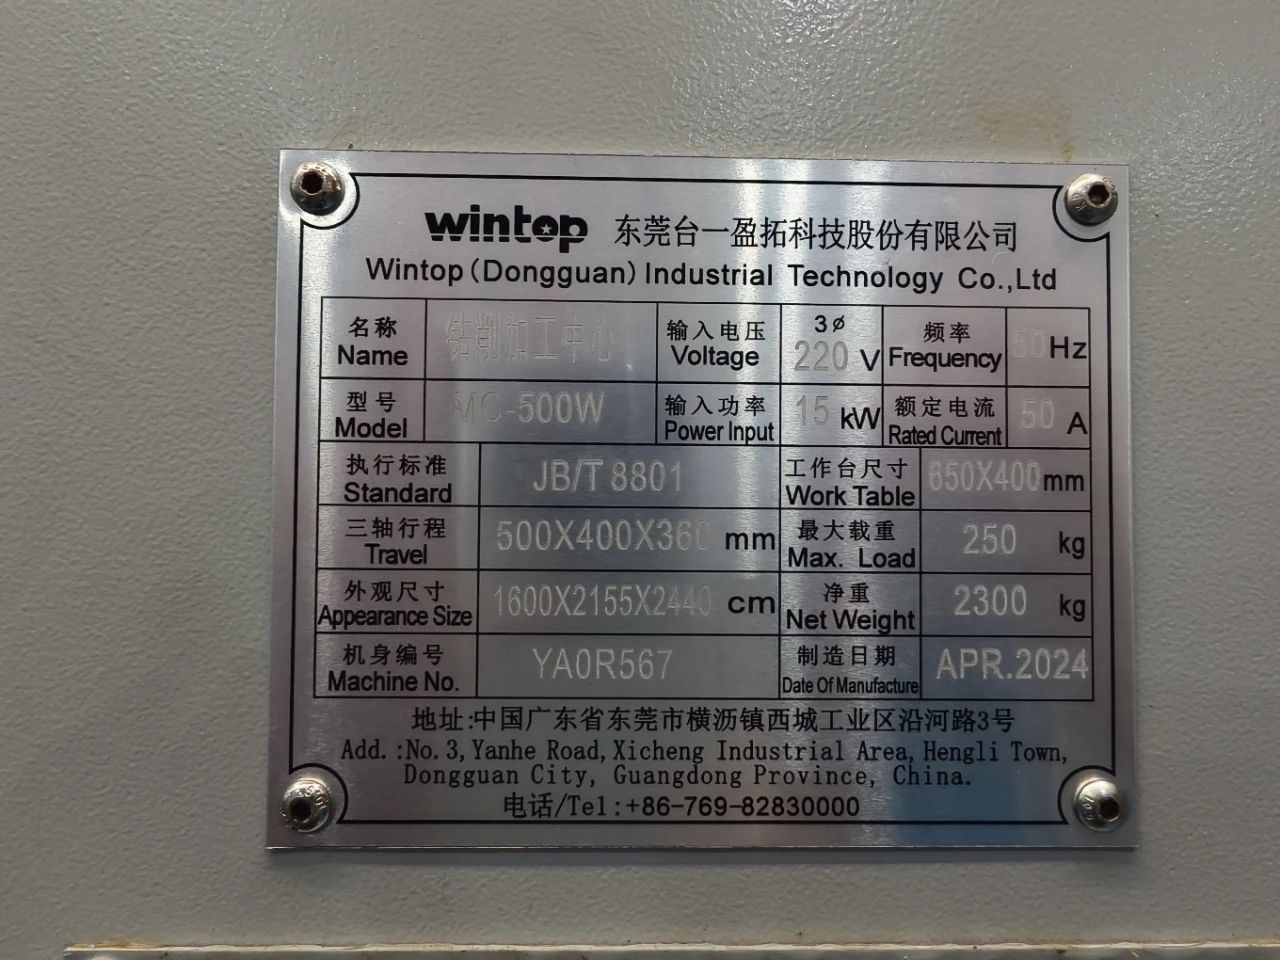 wintop 东莞台一盈拓科技股份有限公司
Wintop(Dongguan)Industrial Technology Co.,Ltd
名称 Name 钻削加工中心 输入电压 Voltage 3ø 220 V 频率 Frequency 50 Hz
型号 Model MC-500W 输入功率 Power Input 15 kW 额定电流 Rated Current 50 A
执行标准 Standard JB/T 8801 工作台尺寸 Work Table 650X400 mm
三轴行程 Travel 500X400X360 mm 最大载重 Max. Load 250 kg
外观尺寸 Appearance Size 1600X2155X2440 cm 净重 Net Weight 2300 kg
机身编号 Machine No. YA0R567 制造日期 Date Of Manufacture APR.2024
地址:中国广东省东莞市横沥镇西城工业区沿河路3号
Add.:No.3,Yanhe Road,Xicheng Industrial Area,Hengli Town,
Dongguan City, Guangdong Province, China.
电话/Tel:+86-769-82830000